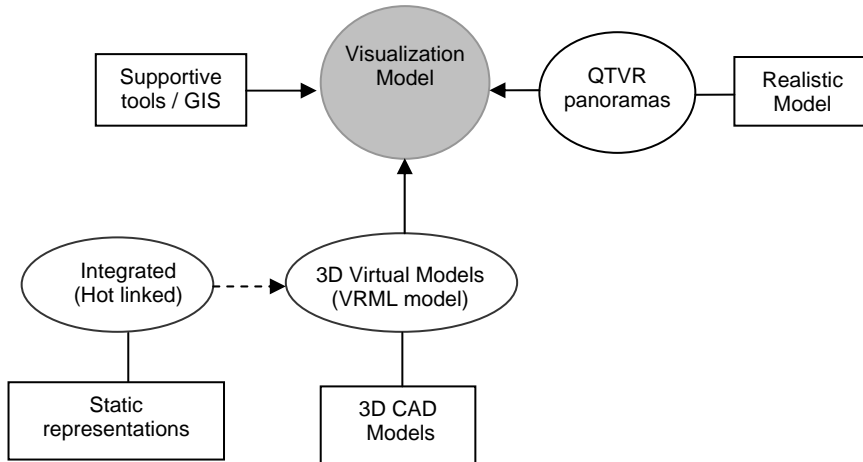 Visualization
Model
Supportive
tools / GIS
QTVR
panoramas
Realistic
Model
Integrated
(Hot linked)
3D Virtual Models
(VRML model)
Static
representations
3D CAD
Models